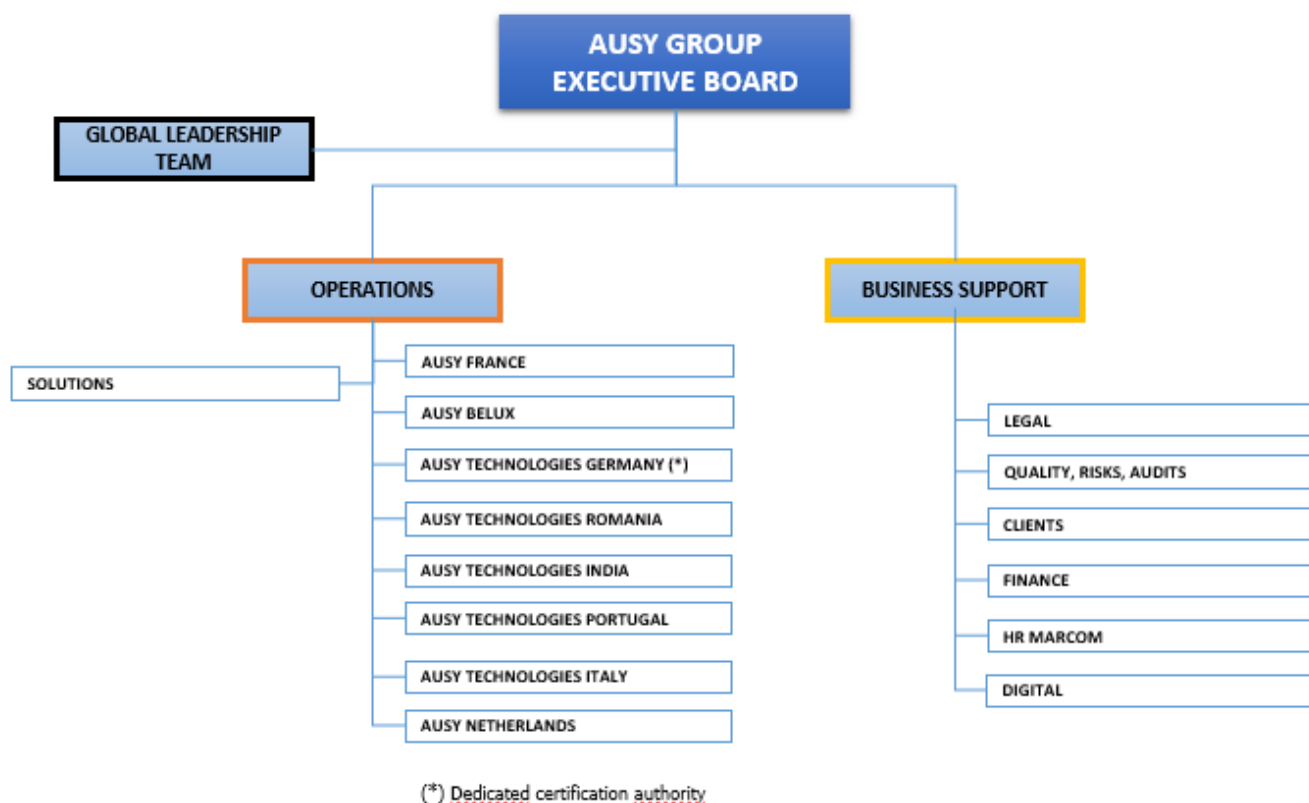 AUSY GROUP
EXECUTIVE BOARD
GLOBAL LEADERSHIP
TEAM
OPERATIONS
BUSINESS SUPPORT
SOLUTIONS
AUSY FRANCE
AUSY BELUX
AUSY TECHNOLOGIES GERMANY (*)
AUSY TECHNOLOGIES ROMANIA
AUSY TECHNOLOGIES INDIA
AUSY TECHNOLOGIES PORTUGAL
AUSY TECHNOLOGIES ITALY
AUSY NETHERLANDS
LEGAL
QUALITY, RISKS, AUDITS
CLIENTS
FINANCE
HR MARCOM
DIGITAL
(*) Dedicated certification authority